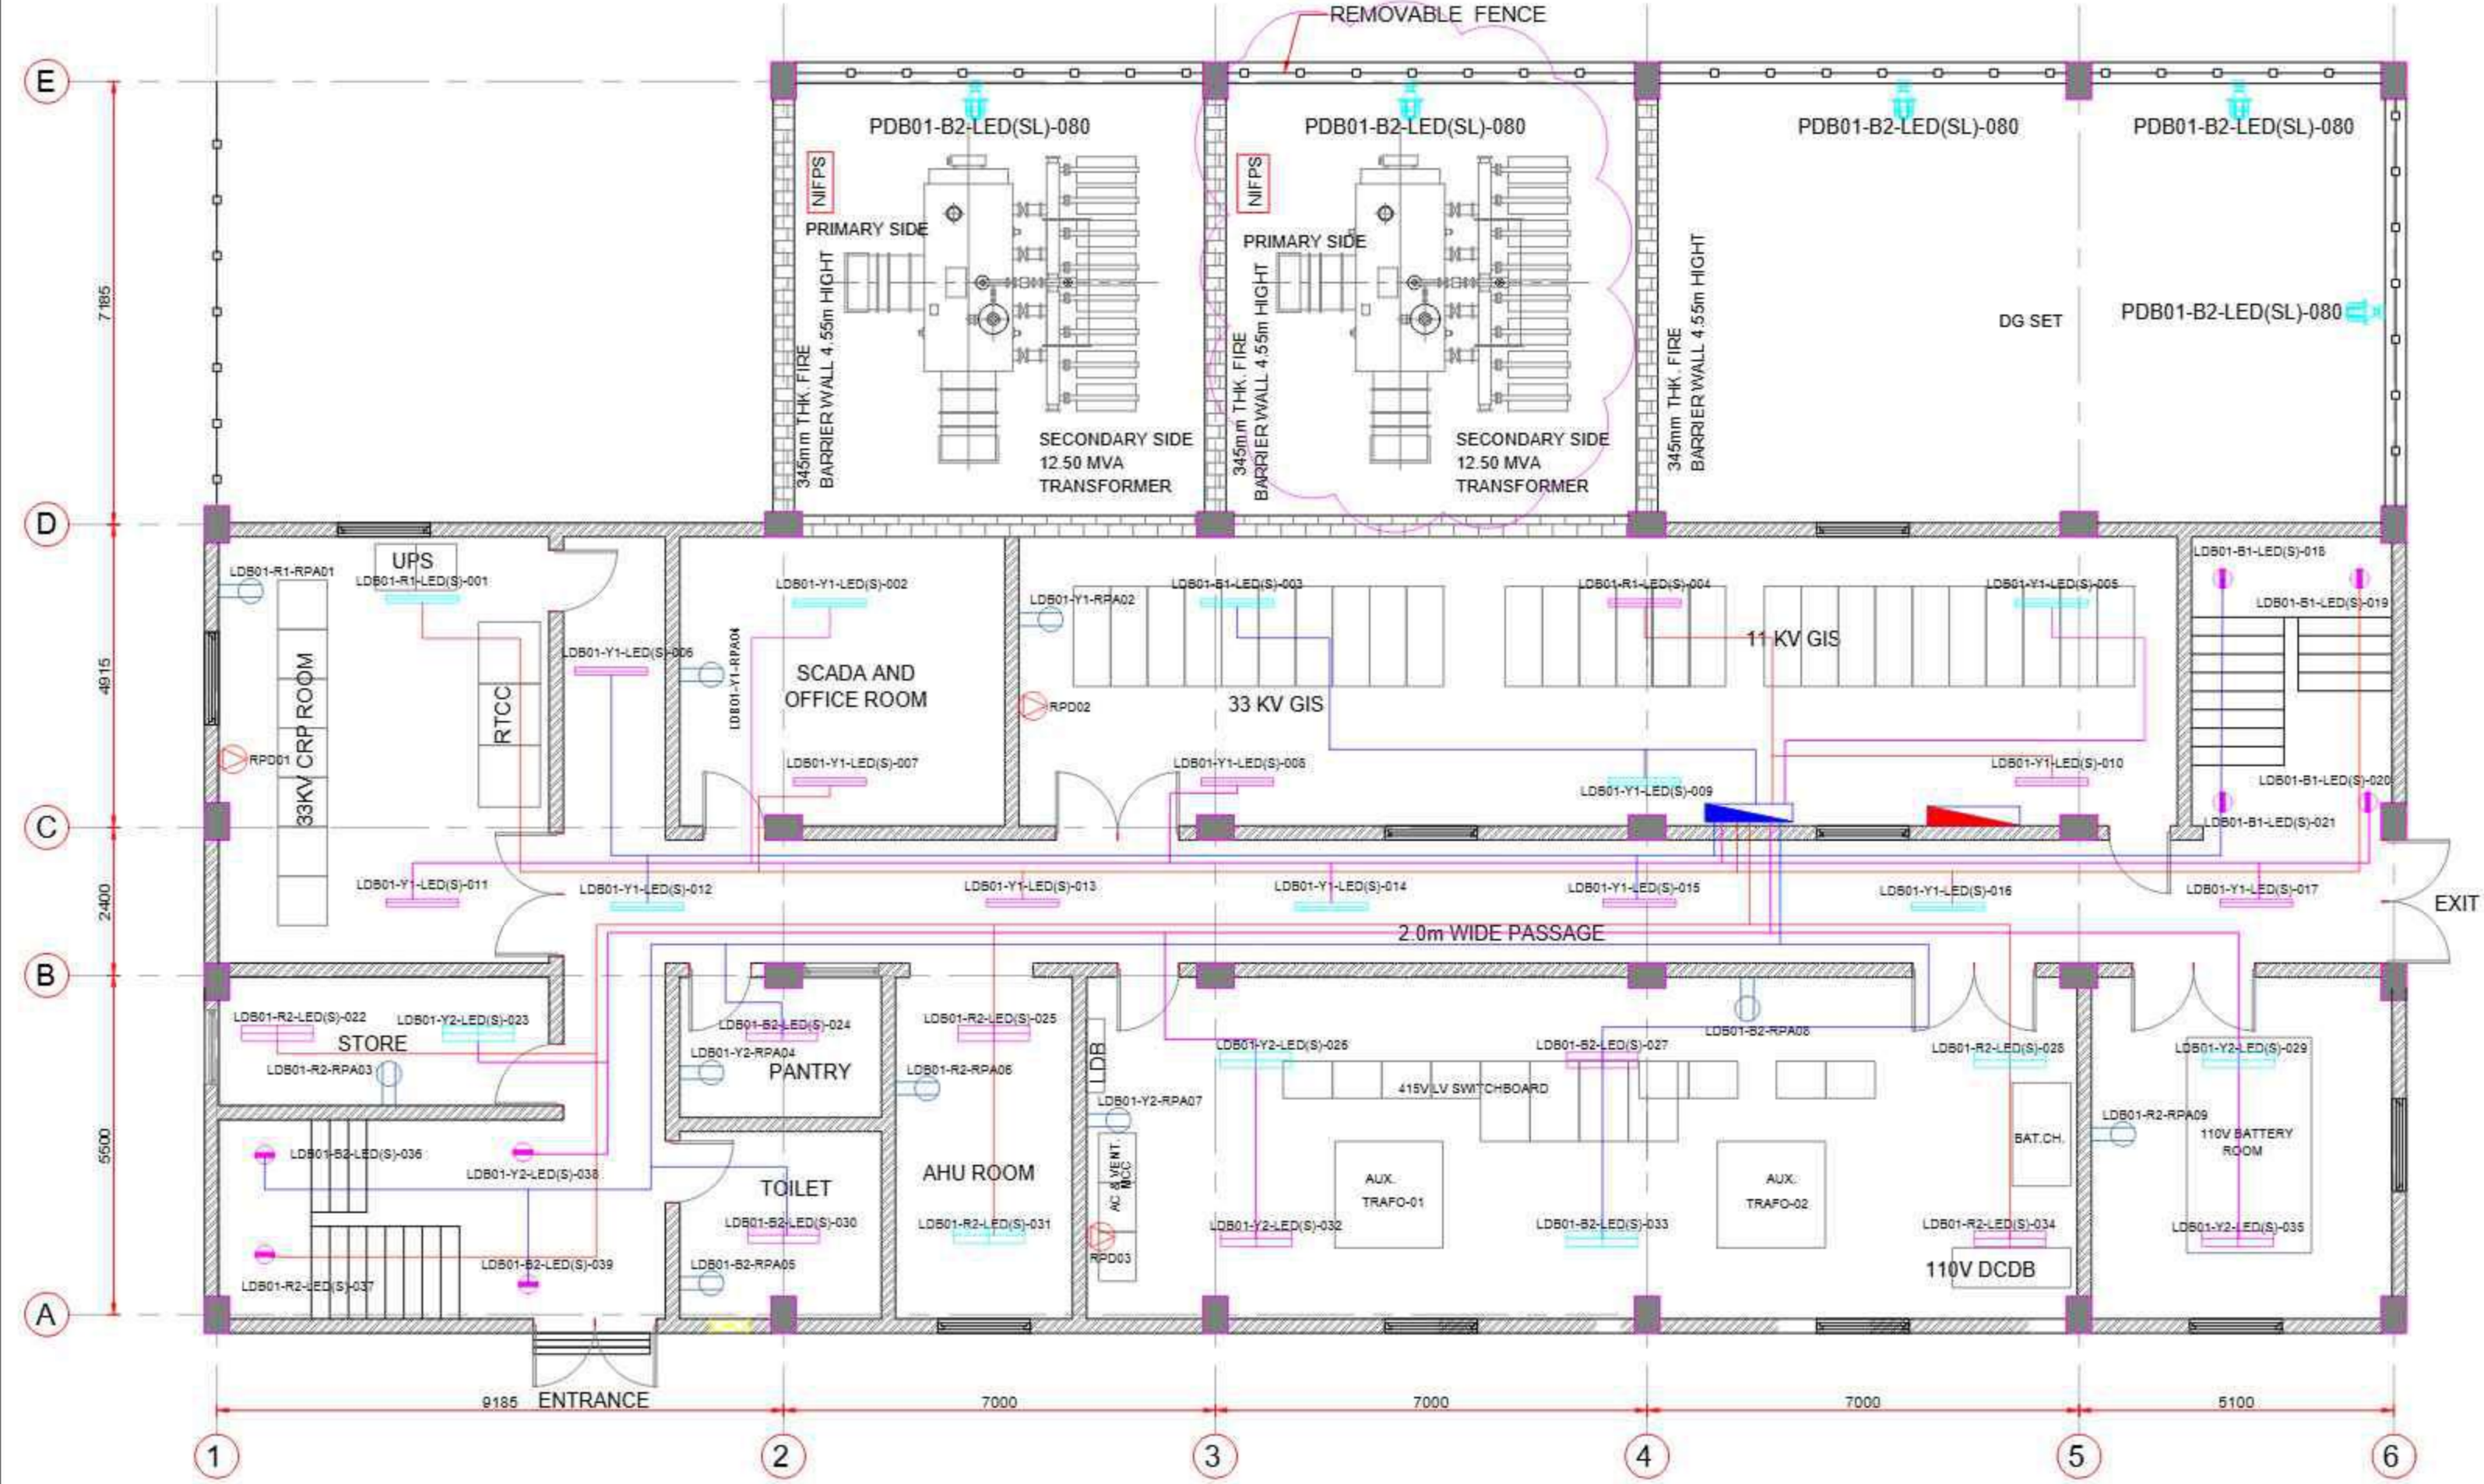 REMOVABLE FENCE
E
PDB01-B2-LED(SL)-080
PDB01-B2-LED(SL)-080
PDB01-B2-LED(SL)-080
PDB01-B2-LED(SL)-080
NIFPS
NIFPS
PRIMARY SIDE
PRIMARY SIDE
7185
345mm THK. FIRE
BARRIER WALL 4.55m HIGHT
345mm THK. FIRE
BARRIER WALL 4.55m HIGHT
345mm THK. FIRE
BARRIER WALL 4.55m HIGHT
DG SET
PDB01-B2-LED(SL)-080
SECONDARY SIDE
12.50 MVA
TRANSFORMER
SECONDARY SIDE
12.50 MVA
TRANSFORMER
D
UPS
LDB01-R1-RPA01
LDB01-R1-LED(S)-001
LDB01-Y1-LED(S)-002
LDB01-Y1-RPA02
LDB01-B1-LED(S)-003
LDB01-R1-LED(S)-004
LDB01-Y1-LED(S)-005
LDB01-B1-LED(S)-018
LDB01-B1-LED(S)-019
4915
33KV CRP ROOM
RTCC
LDB01-Y1-LED(S)-006
LDB01-Y1-RPA04
SCADA AND
OFFICE ROOM
RPD02
33 KV GIS
11 KV GIS
RPD01
LDB01-Y1-LED(S)-007
LDB01-Y1-LED(S)-008
LDB01-Y1-LED(S)-009
LDB01-Y1-LED(S)-010
LDB01-B1-LED(S)-020
LDB01-B1-LED(S)-021
C
2400
LDB01-Y1-LED(S)-011
LDB01-Y1-LED(S)-012
LDB01-Y1-LED(S)-013
LDB01-Y1-LED(S)-014
LDB01-Y1-LED(S)-015
LDB01-Y1-LED(S)-016
LDB01-Y1-LED(S)-017
EXIT
2.0m WIDE PASSAGE
B
LDB01-R2-LED(S)-022
LDB01-Y2-LED(S)-023
STORE
LDB01-R2-RPA03
LDB01-B2-LED(S)-024
LDB01-Y2-RPA04
PANTRY
LDB01-R2-LED(S)-025
LDB01-R2-RPA06
LDB
LDB01-Y2-RPA07
LDB01-Y2-LED(S)-026
LDB01-B2-LED(S)-027
LDB01-B2-RPA08
LDB01-R2-LED(S)-028
LDB01-Y2-LED(S)-029
415V LV SWITCHBOARD
LDB01-R2-RPA09
BAT.CH.
110V BATTERY
ROOM
5600
LDB01-B2-LED(S)-036
LDB01-Y2-LED(S)-038
TOILET
AHU ROOM
AC & VENT.
MCC
AUX.
TRAFO-01
AUX.
TRAFO-02
LDB01-B2-LED(S)-030
LDB01-R2-LED(S)-031
LDB01-Y2-LED(S)-032
LDB01-B2-LED(S)-033
LDB01-R2-LED(S)-034
LDB01-Y2-LED(S)-035
LDB01-R2-LED(S)-037
LDB01-B2-LED(S)-039
LDB01-B2-RPA05
RPD03
110V DCDB
A
9185
ENTRANCE
7000
7000
7000
5100
1
2
3
4
5
6